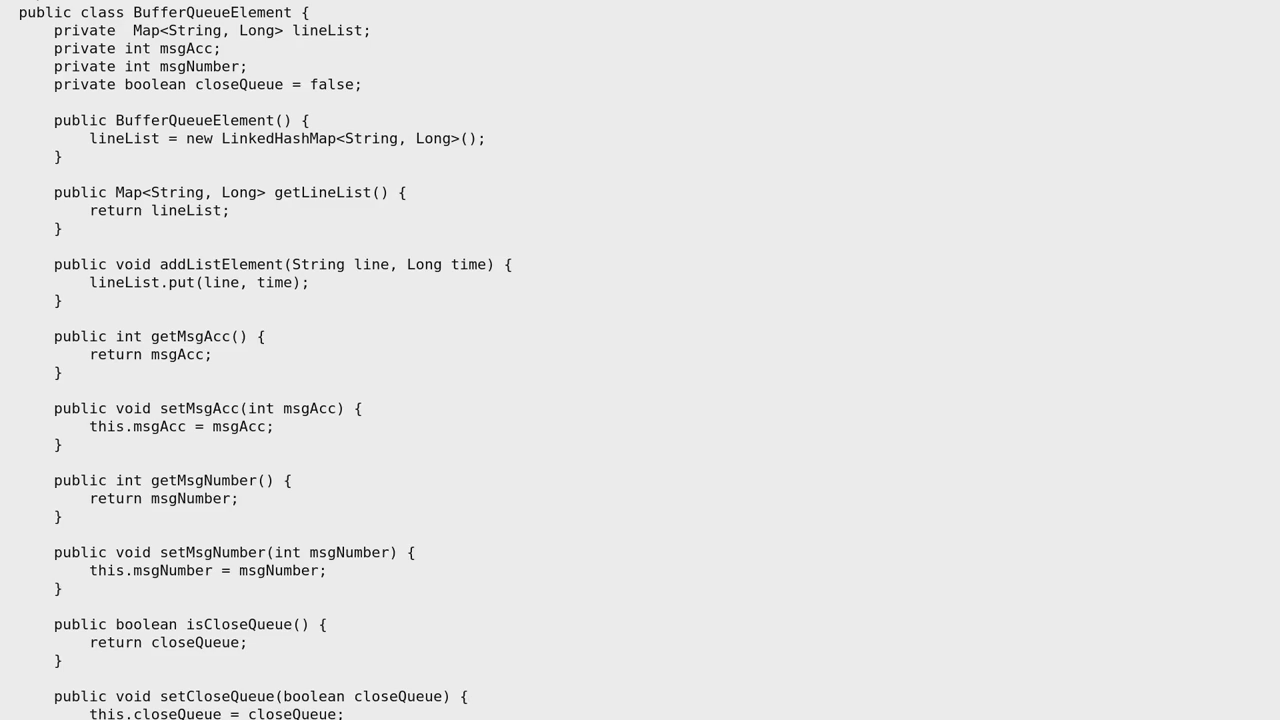 public class BufferQueueElement {
    private  Map<String, Long> lineList;
    private int msgAcc;
    private int msgNumber;
    private boolean closeQueue = false;

    public BufferQueueElement() {
        lineList = new LinkedHashMap<String, Long>();
    }

    public Map<String, Long> getLineList() {
        return lineList;
    }

    public void addListElement(String line, Long time) {
        lineList.put(line, time);
    }

    public int getMsgAcc() {
        return msgAcc;
    }

    public void setMsgAcc(int msgAcc) {
        this.msgAcc = msgAcc;
    }

    public int getMsgNumber() {
        return msgNumber;
    }

    public void setMsgNumber(int msgNumber) {
        this.msgNumber = msgNumber;
    }

    public boolean isCloseQueue() {
        return closeQueue;
    }

    public void setCloseQueue(boolean closeQueue) {
        this.closeQueue = closeQueue;